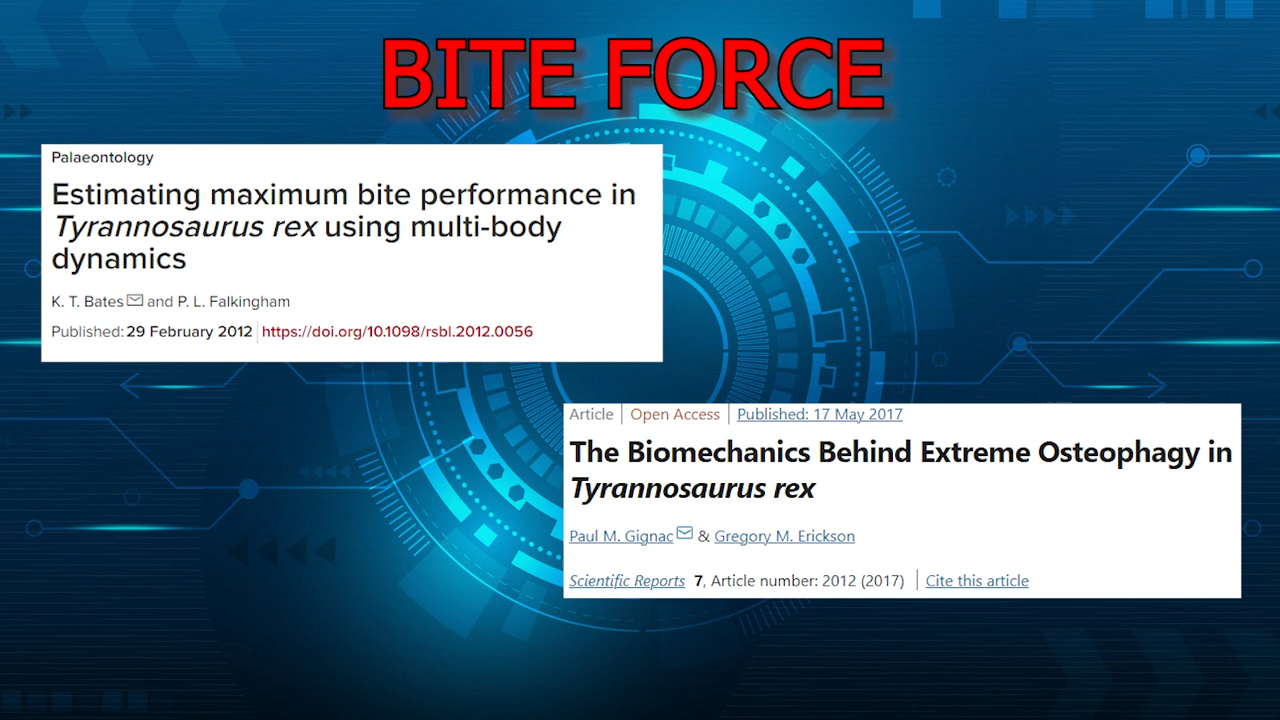 BITE FORCE
Palaeontology
Estimating maximum bite performance in
Tyrannosaurus rex using multi-body
dynamics
K. T. Bates and P. L. Falkingham
Published: 29 February 2012 | https://doi.org/10.1098/rsbl.2012.0056
Article | Open Access | Published: 17 May 2017
The Biomechanics Behind Extreme Osteophagy in
Tyrannosaurus rex
Paul M. Gignac & Gregory M. Erickson
Scientific Reports 7, Article number: 2012 (2017) | Cite this article